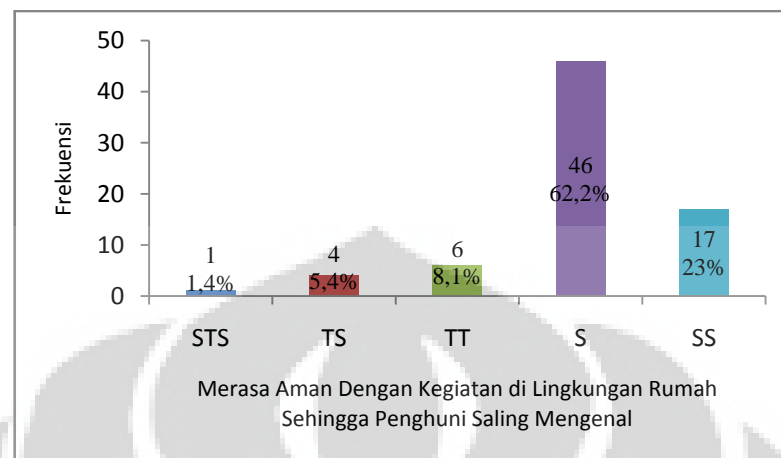 50
40
30
20
10
0
Frekuensi
1
1,4%
4
5,4%
6
8,1%
46
62,2%
17
23%
STS
TS
TT
S
SS
Merasa Aman Dengan Kegiatan di Lingkungan Rumah
Sehingga Penghuni Saling Mengenal